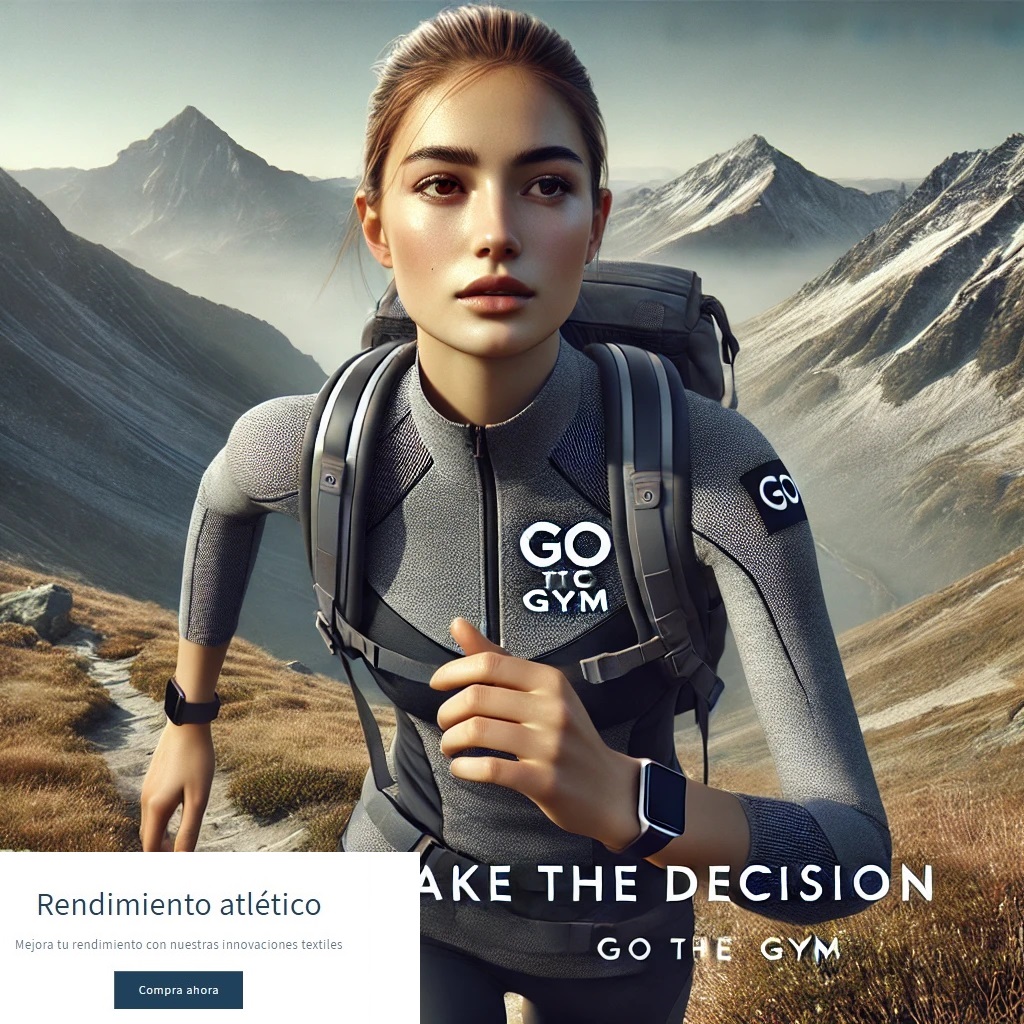 GO
GO
GYM
AKE THE DECISION
GO THE GYM
Rendimiento atlético
Mejora tu rendimiento con nuestras innovaciones textiles
Compra ahora